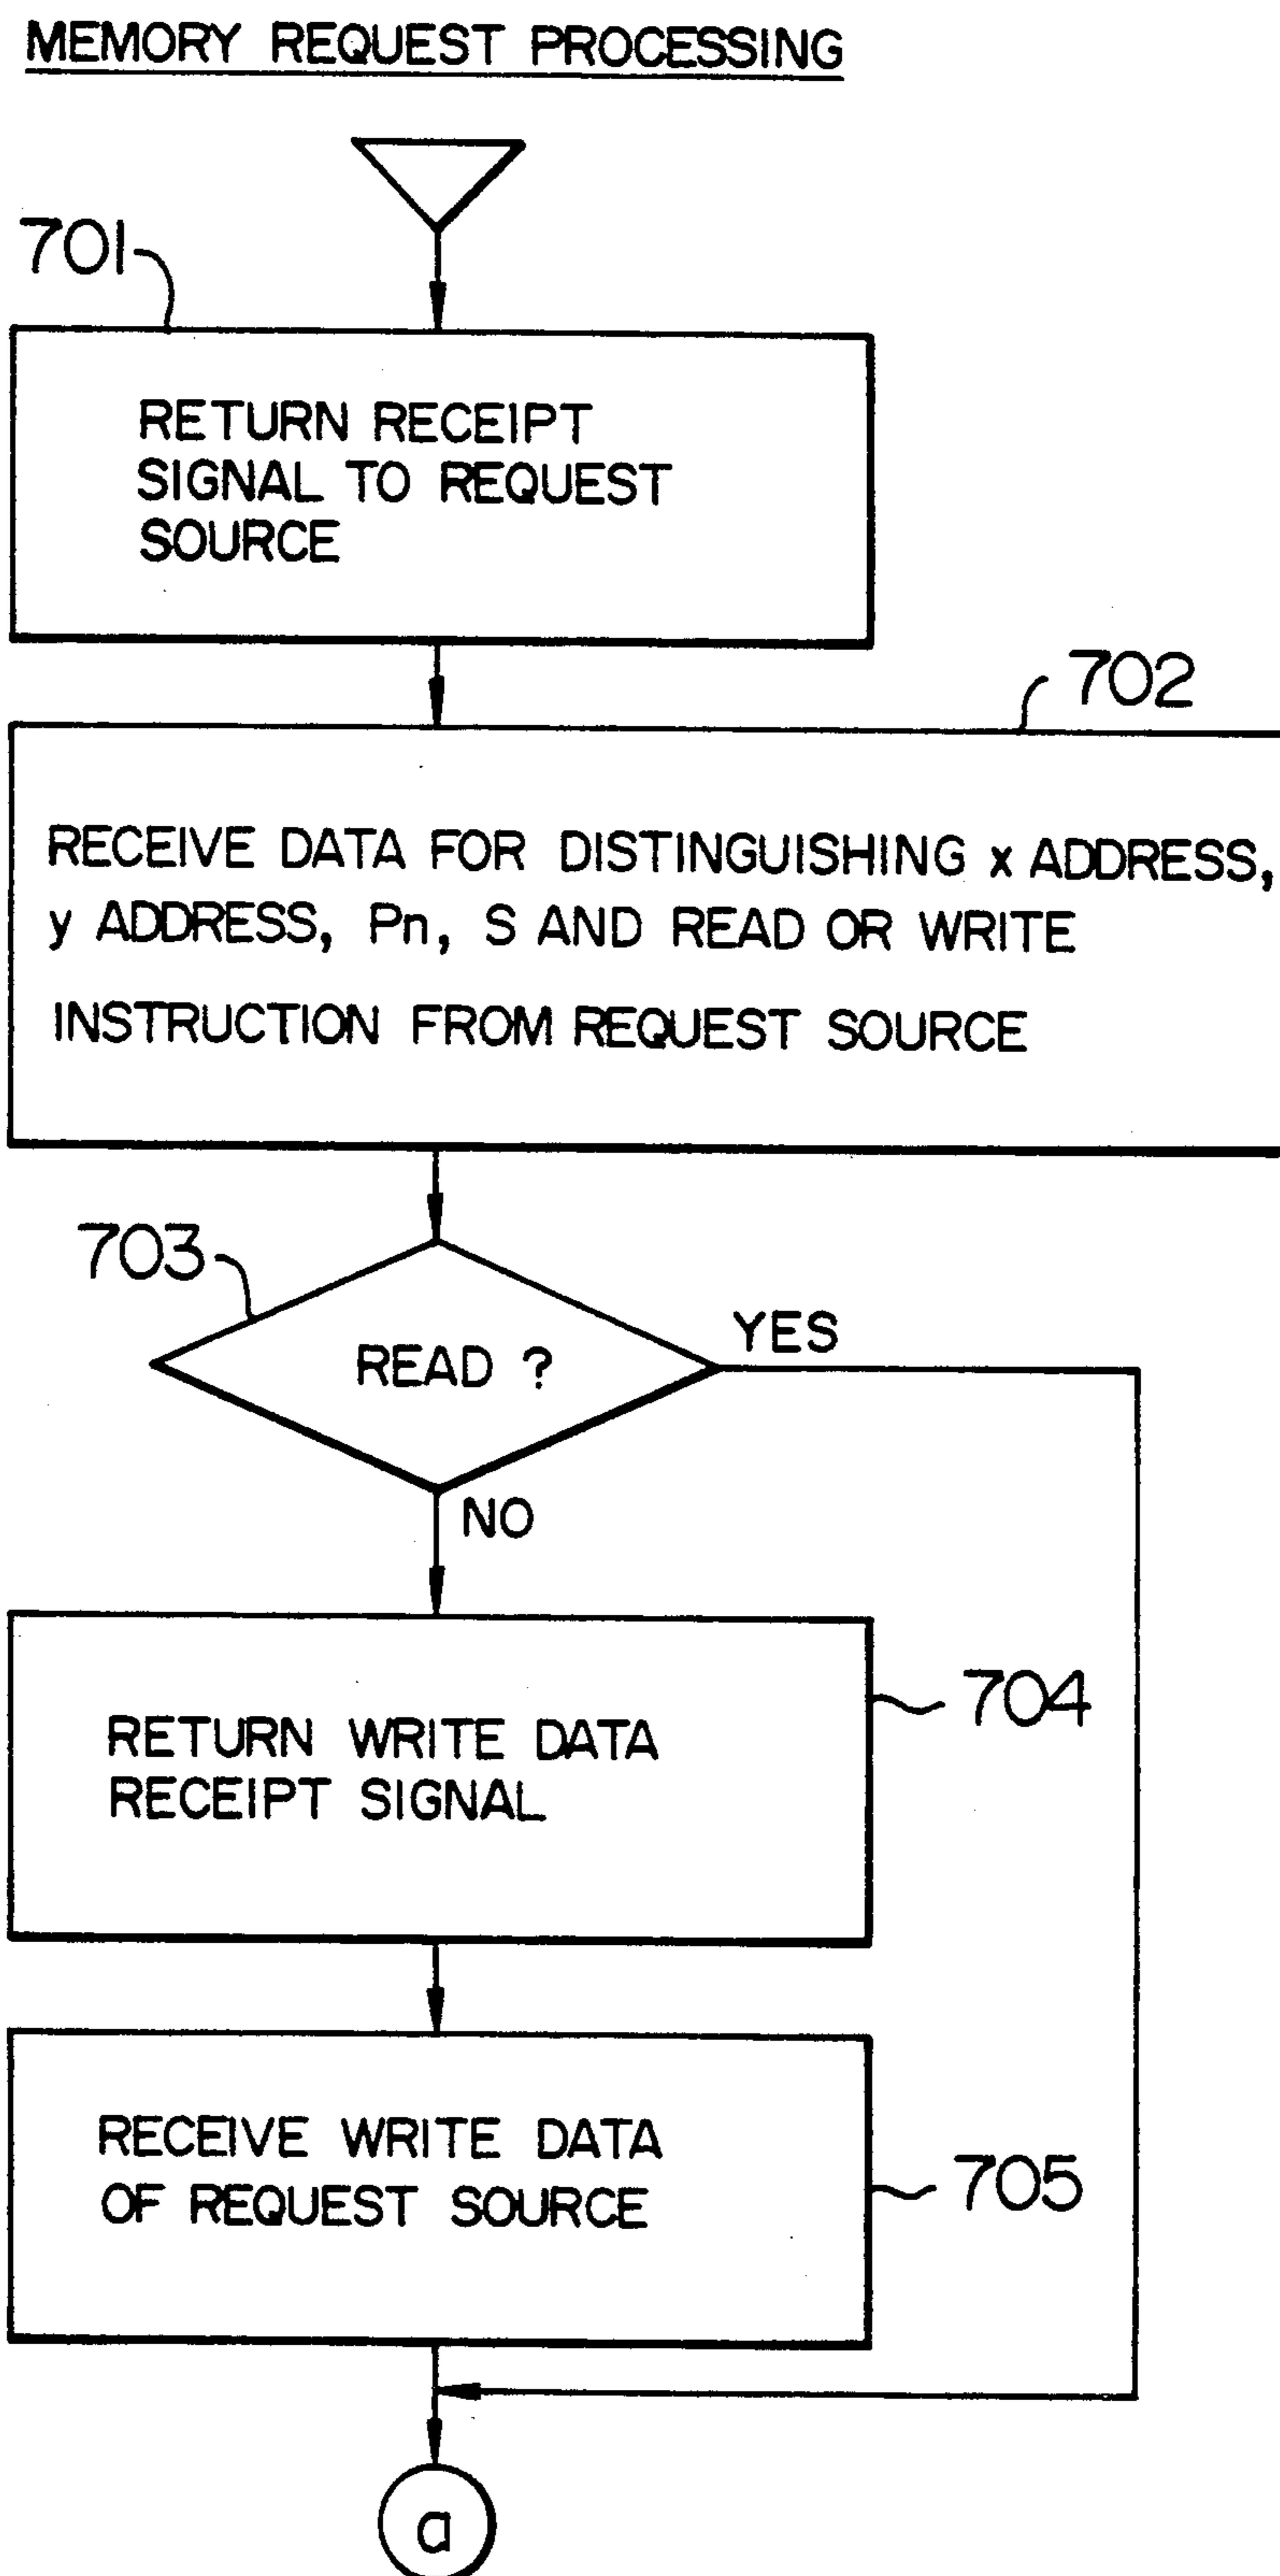 MEMORY REQUEST PROCESSING
701
RETURN RECEIPT
SIGNAL TO REQUEST
SOURCE
702
RECEIVE DATA FOR DISTINGUISHING x ADDRESS,
y ADDRESS, Pn, S AND READ OR WRITE
INSTRUCTION FROM REQUEST SOURCE
703
READ ?
YES
NO
RETURN WRITE DATA
RECEIPT SIGNAL
704
RECEIVE WRITE DATA
OF REQUEST SOURCE
705
a